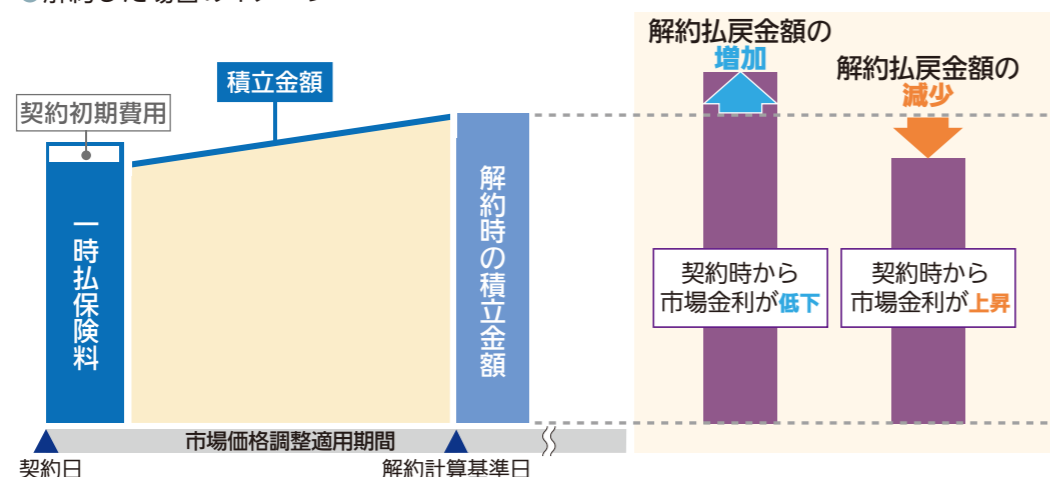 解約払戻金額の
増加
解約払戻金額の
減少
積立金額
契約初期費用
一時払保険料
解約時の積立金額
契約時から
市場金利が低下
契約時から
市場金利が上昇
市場価格調整適用期間
契約日
解約計算基準日